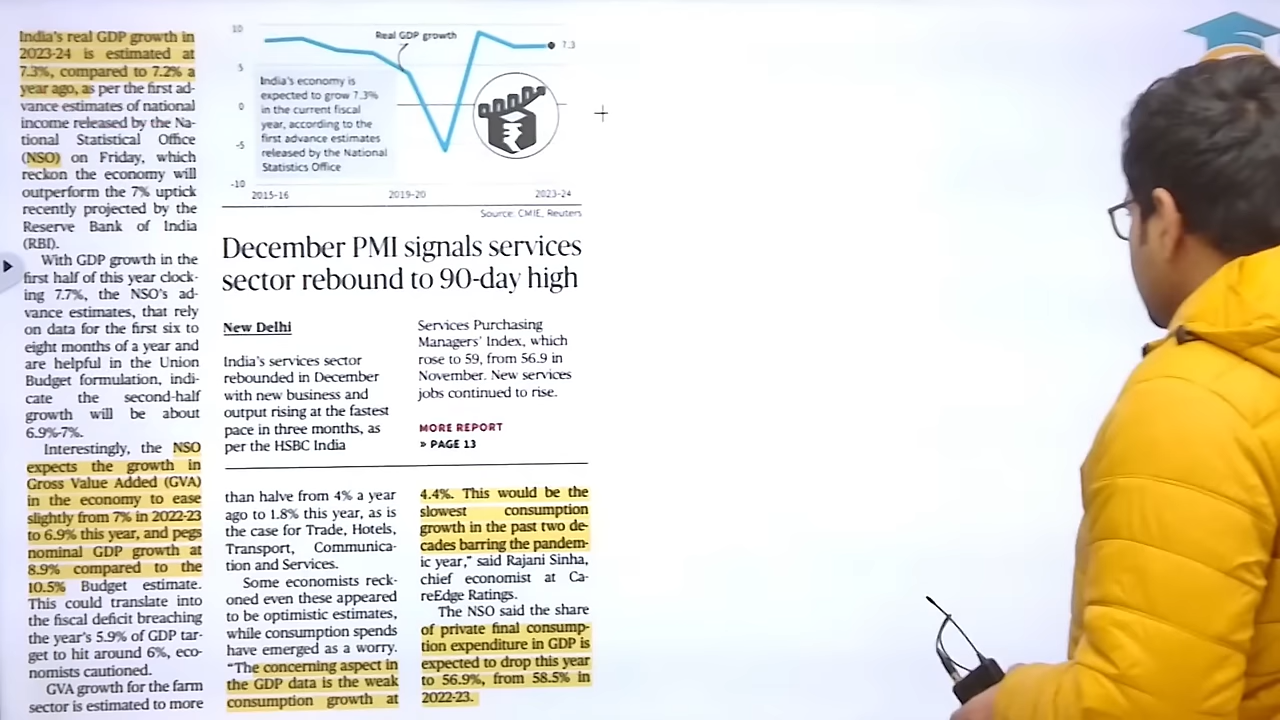 India's real GDP growth in
2023-24 is estimated at
7.3%, compared to 7.2% a
year ago, as per the first ad-
vance estimates of national
income released by the Na-
tional Statistical Office
(NSO) on Friday, which
reckon the economy will
outperform the 7% uptick
recently projected by the
Reserve Bank of India
(RBI).
With GDP growth in the
first half of this year clock-
ing 7.7%, the NSO's ad-
vance estimates, that rely
on data for the first six to
eight months of a year and
are helpful in the Union
Budget formulation, indi-
cate the second-half
growth will be about
6.9%-7%.
Interestingly, the NSO
expects the growth in
Gross Value Added (GVA)
in the economy to ease
slightly from 7% in 2022-23
to 6.9% this year, and pegs
nominal GDP growth at
8.9% compared to the
10.5% Budget estimate.
This could translate into
the fiscal deficit breaching
the year's 5.9% of GDP tar-
get to hit around 6%, eco-
nomists cautioned.
GVA growth for the farm
sector is estimated to more
10
5
0
-5
-10
Real GDP growth
7.3
India's economy is
expected to grow 7.3%
in the current fiscal
year, according to the
first advance estimates
released by the National
Statistics Office
2015-16 2019-20 2023-24
Source: CMIE, Reuters
December PMI signals services
sector rebound to 90-day high
New Delhi
India's services sector
rebounded in December
with new business and
output rising at the fastest
pace in three months, as
per the HSBC India
Services Purchasing
Managers' Index, which
rose to 59, from 56.9 in
November. New services
jobs continued to rise.
MORE REPORT
» PAGE 13
than halve from 4% a year
ago to 1.8% this year, as is
the case for Trade, Hotels,
Transport, Communica-
tion and Services.
Some economists reck-
oned even these appeared
to be optimistic estimates,
while consumption spends
have emerged as a worry.
"The concerning aspect in
the GDP data is the weak
consumption growth at
4.4%. This would be the
slowest consumption
growth in the past two de-
cades barring the pandem-
ic year," said Rajani Sinha,
chief economist at Ca-
reEdge Ratings.
The NSO said the share
of private final consump-
tion expenditure in GDP is
expected to drop this year
to 56.9%, from 58.5% in
2022-23.